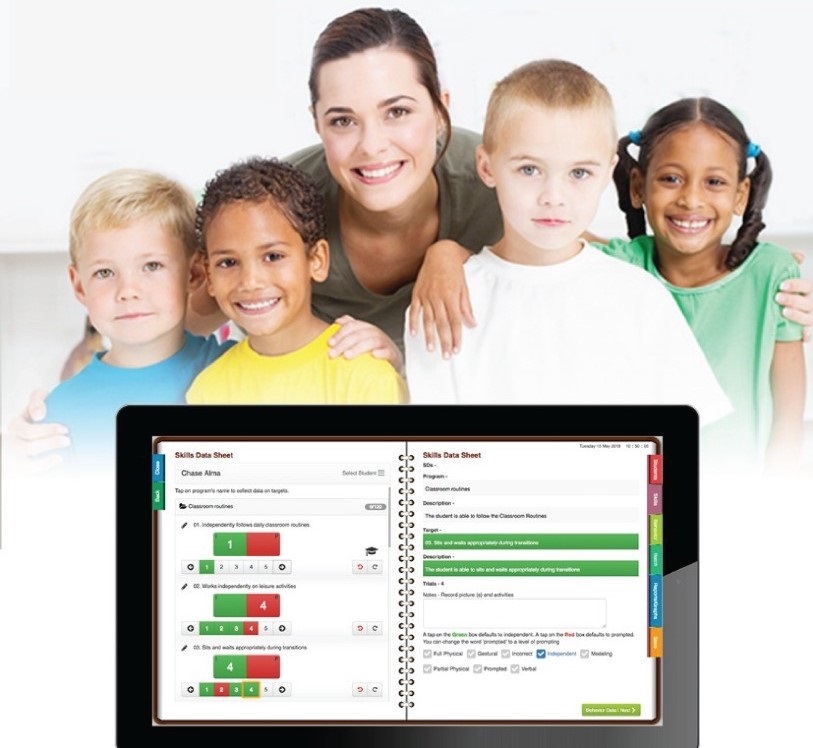 Skills Data Sheet
Chase Alma
Select Student
Tap on program's name to collect data on targets.
Classroom routines
01. Independently follows daily classroom routines
1
1 2 3 4 5
02. Works independently on leisure activities
4
1 2 3 4 5
03. Sits and waits appropriately during transitions
4
1 2 3 4 5
Chase
Back
Tuesday 10 May 2016
Skills Data Sheet
SDs -
Program -
Classroom routines
Description -
The student is able to follow the Classroom Routines
Target -
03. Sits and waits appropriately during transitions
Description -
The student is able to sits and waits appropriately during transitions
Trials - 4
Notes - Record picture (s) and activities
A tap on the Green box defaults to independent. A tap on the Red box defaults to prompted.
You can change the word 'prompted' to a level of prompting
Full Physical Gestural Incorrect Independent Modeling
Partial Physical Prompted Verbal
Behavior Data | Next
Students
Skills